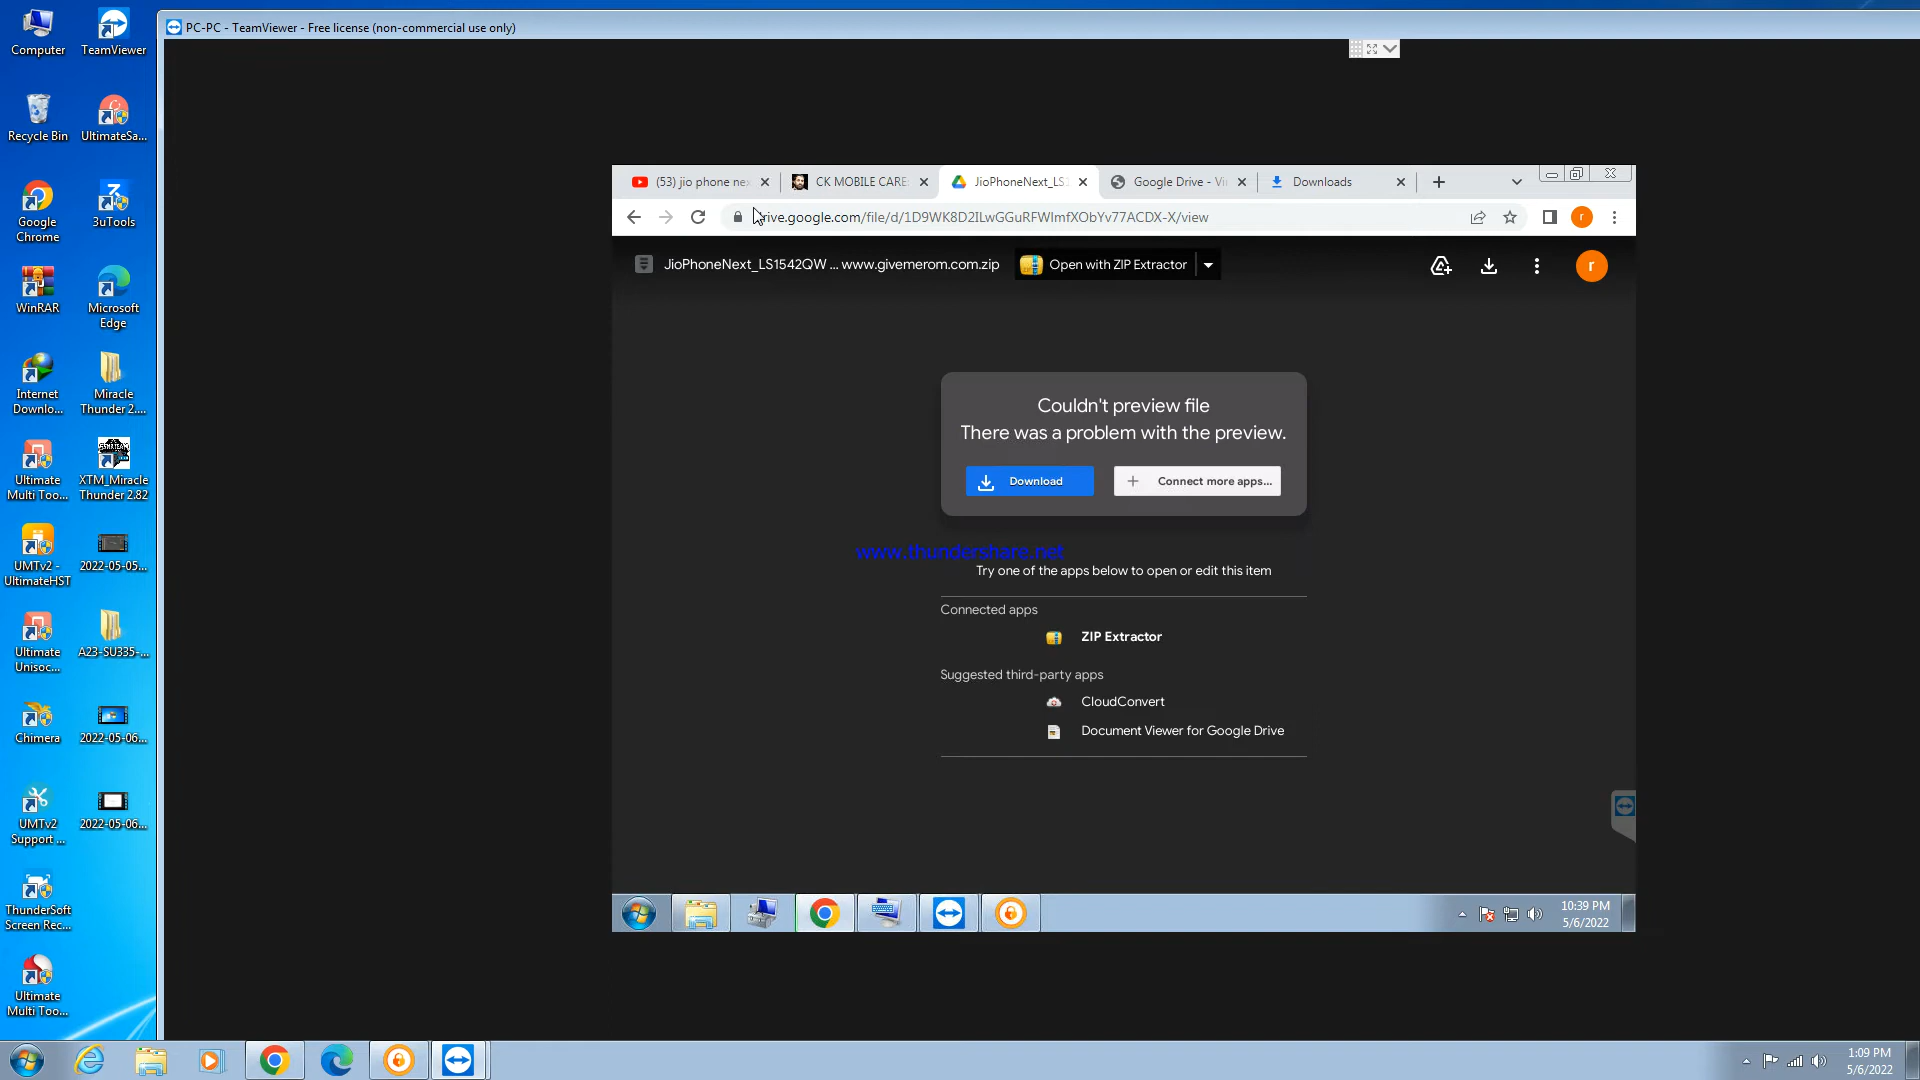 PC-PC - TeamViewer - Free license (non-commercial use only)
Computer
TeamViewer
Recycle Bin
UltimateSa...
Google
Chrome
3uTools
WinRAR
Microsoft
Edge
Internet
Downlo...
Miracle
Thunder 2....
Ultimate
Multi Too...
XTM_Miracle
Thunder 2.82
UMTv2 -
UltimateHST
2022-05-05...
Ultimate
Unisoc...
A23-SU335-...
Chimera
2022-05-06...
UMTv2
Support ...
2022-05-06...
ThunderSoft
Screen Rec...
Ultimate
Multi Too...
(53) jio phone nex
CK MOBILE CARE
JioPhoneNext_LS1
Google Drive - Vi
Downloads
rive.google.com/file/d/1D9WK8D2ILwGGuRFWlmfXObYv77ACDX-X/view
JioPhoneNext_LS1542QW ... www.givemerom.com.zip
Open with ZIP Extractor
r
r
Couldn't preview file
There was a problem with the preview.
Download
Connect more apps...
www.thundershare.net
Try one of the apps below to open or edit this item
Connected apps
ZIP Extractor
Suggested third-party apps
CloudConvert
Document Viewer for Google Drive
10:39 PM
5/6/2022
1:09 PM
5/6/2022